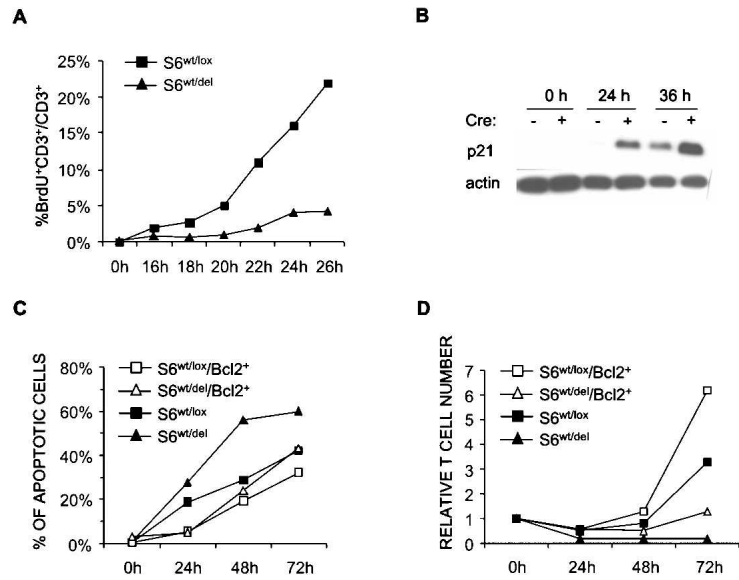 A
S6wt/lox
S6wt/del
%BrdU+CD3+/CD3+
25%
20%
15%
10%
5%
0%
0h 16h 18h 20h 22h 24h 26h
B
0 h 24 h 36 h
Cre: - + - + - +
p21
actin
C
S6wt/lox/Bcl2+
S6wt/del/Bcl2+
S6wt/lox
S6wt/del
% OF APOPTOTIC CELLS
80%
60%
40%
20%
0%
0h 24h 48h 72h
D
S6wt/lox/Bcl2+
S6wt/del/Bcl2+
S6wt/lox
S6wt/del
RELATIVE T CELL NUMBER
7
6
5
4
3
2
1
0
0h 24h 48h 72h